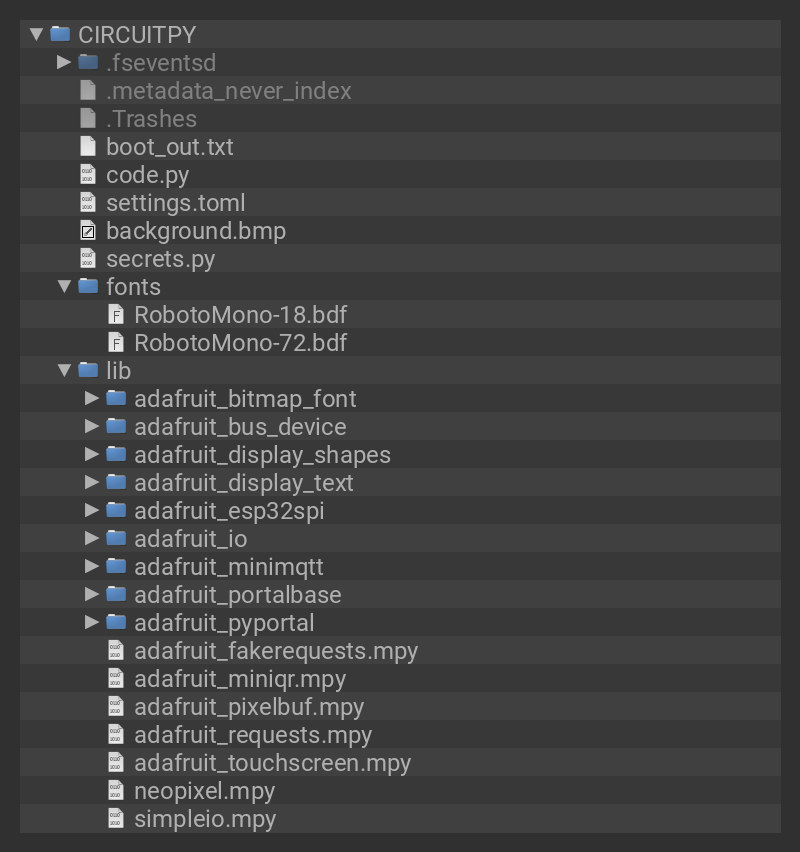 CIRCUITPY
.fseventsd
.metadata_never_index
.Trashes
boot_out.txt
code.py
settings.toml
background.bmp
secrets.py
fonts
RobotoMono-18.bdf
RobotoMono-72.bdf
lib
adafruit_bitmap_font
adafruit_bus_device
adafruit_display_shapes
adafruit_display_text
adafruit_esp32spi
adafruit_io
adafruit_minimqtt
adafruit_portalbase
adafruit_pyportal
adafruit_fakerequests.mpy
adafruit_miniqr.mpy
adafruit_pixelbuf.mpy
adafruit_requests.mpy
adafruit_touchscreen.mpy
neopixel.mpy
simpleio.mpy